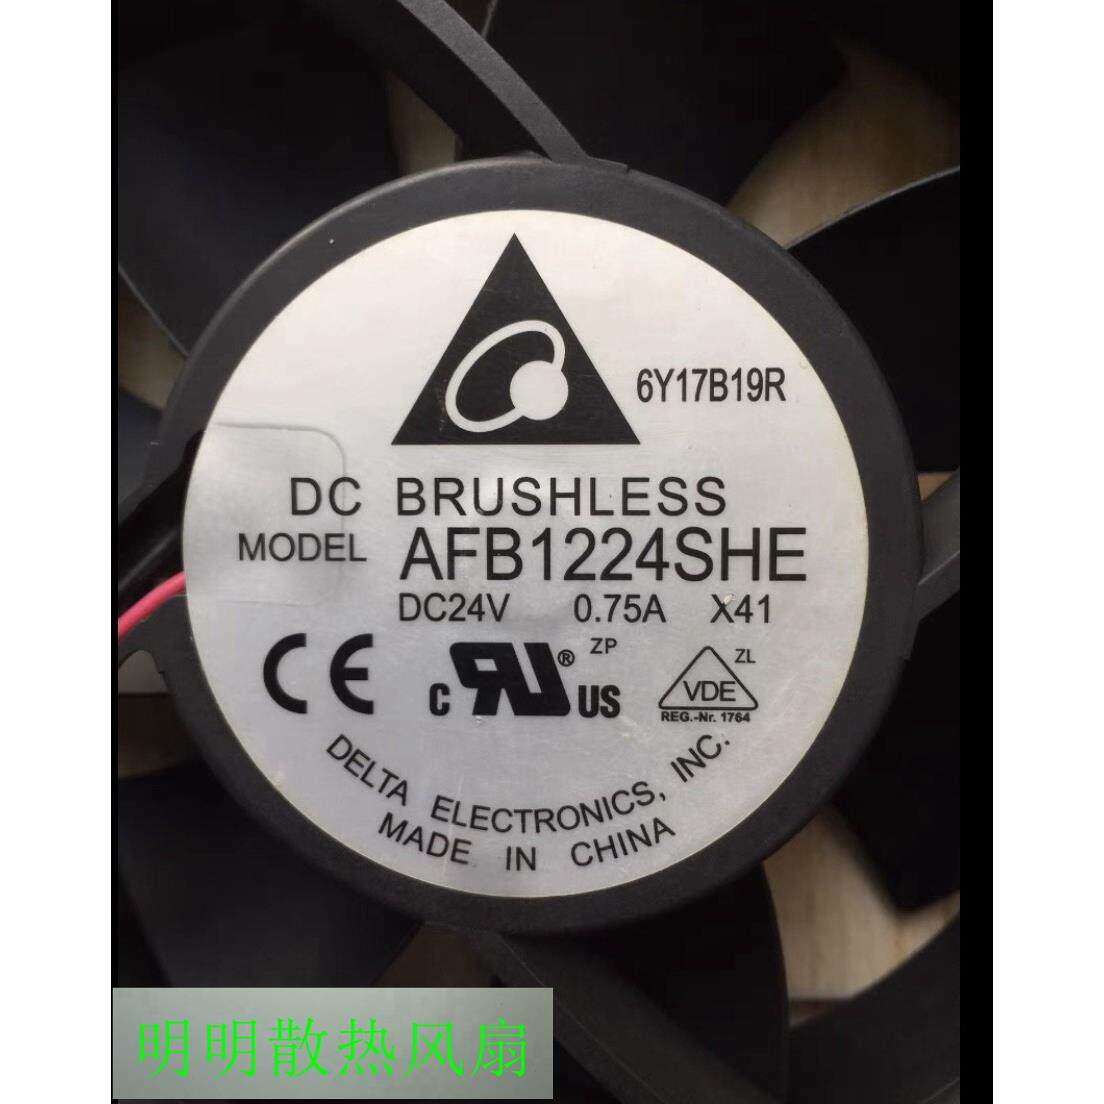 6Y17B19R
DC BRUSHLESS
MODEL AFB1224SHE
DC24V 0.75A X41
CE c RU ® US ZP VDE ZL
REG.-Nr. 1764
DELTA ELECTRONICS, INC.
MADE IN CHINA
明明散热风扇